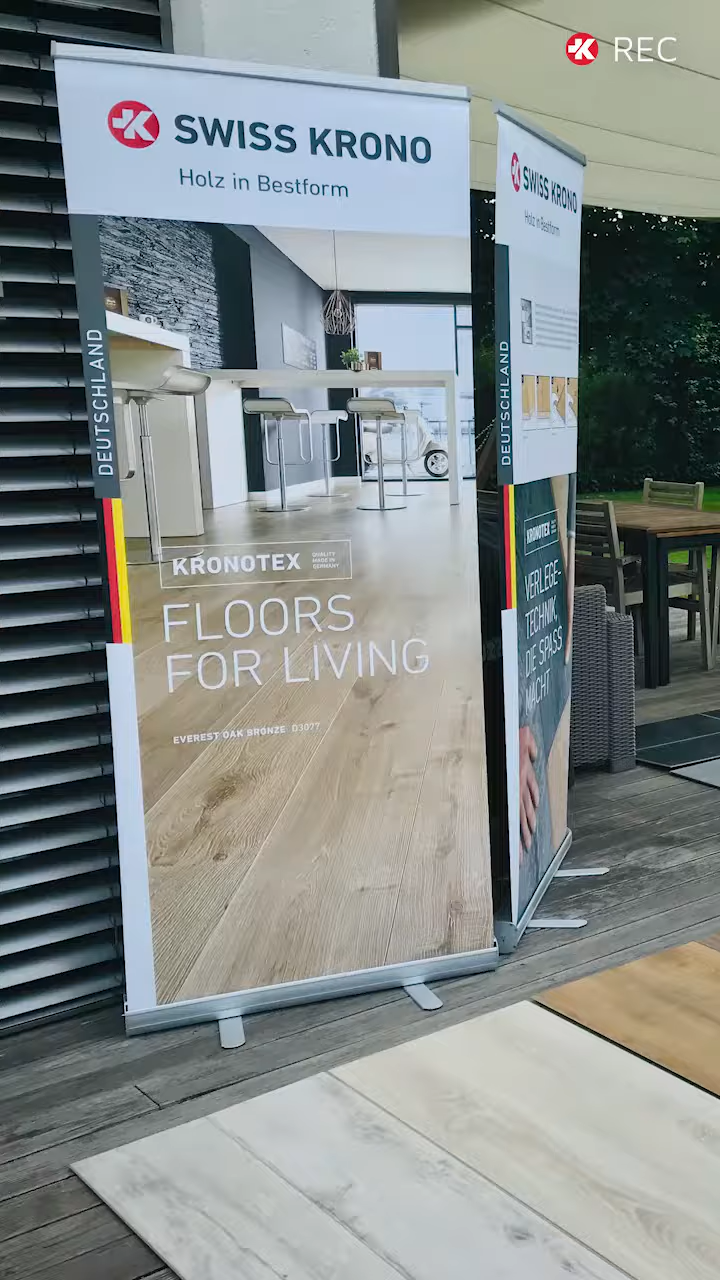 REC
SWISS KRONO
Holz in Bestform
DEUTSCHLAND
KRONOTEX
QUALITY
MADE IN
GERMANY
FLOORS
FOR LIVING
EVEREST OAK BRONZE D3077
SWISS KRONO
Holz in Bestform
DEUTSCHLAND
KRONOTEX
VERLEGE-
TECHNIK,
DIE SPASS
MACHT